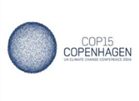 COP15
COPENHAGEN
UN CLIMATE CHANGE CONFERENCE 2009